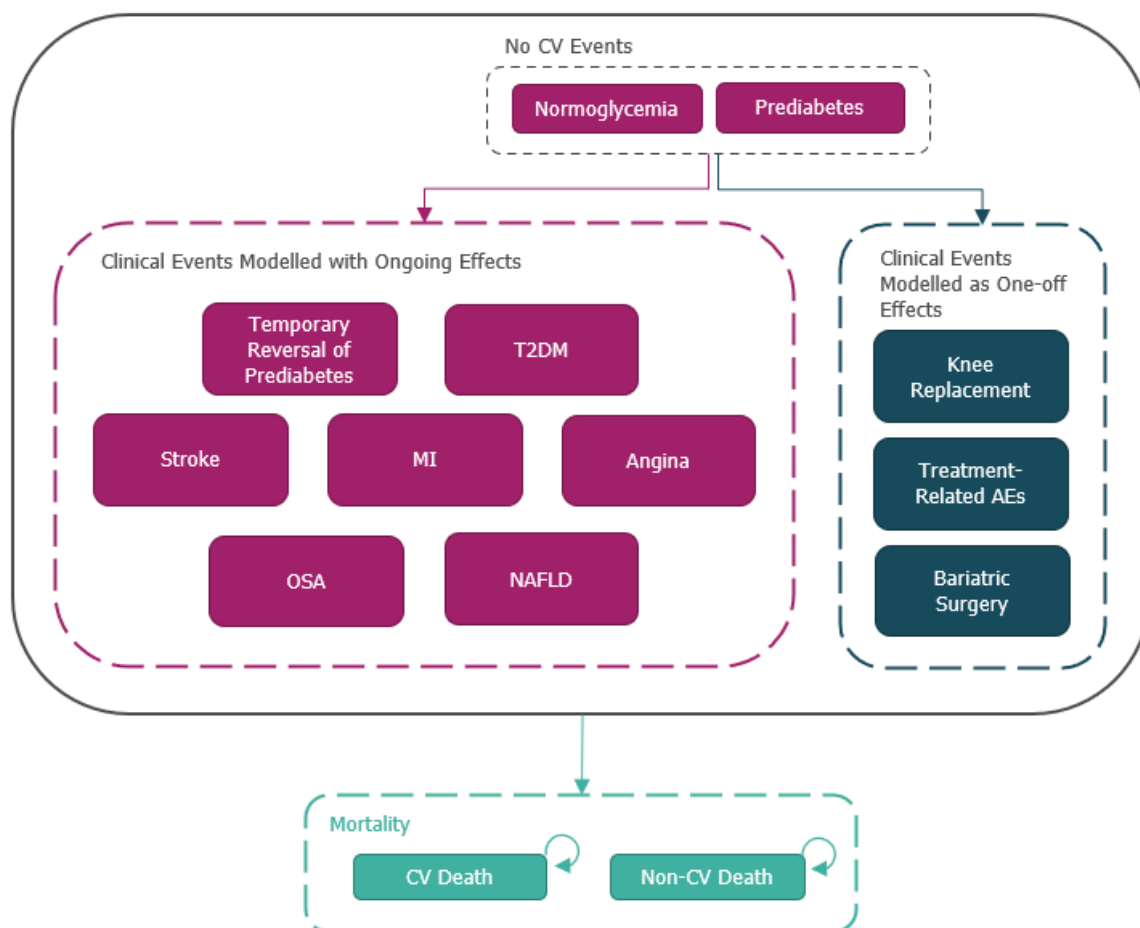 No CV Events
Normoglycemia
Prediabetes
Clinical Events Modelled with Ongoing Effects
Temporary
Reversal of
Prediabetes
T2DM
Stroke
MI
Angina
OSA
NAFLD
Clinical Events
Modelled as One-off
Effects
Knee
Replacement
Treatment-
Related AEs
Bariatric
Surgery
Mortality
CV Death
Non-CV Death